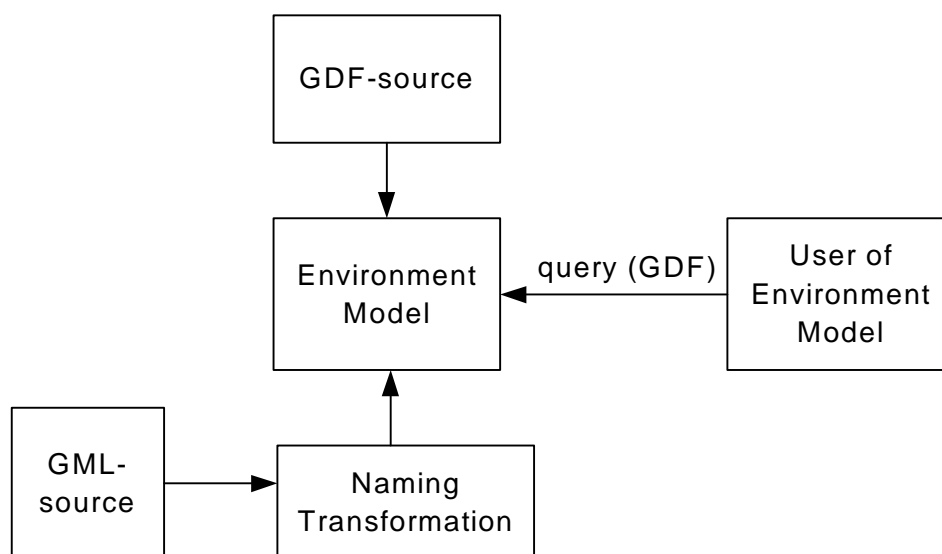 GDF-source
Environment
Model
query (GDF)
User of
Environment
Model
GML-
source
Naming
Transformation